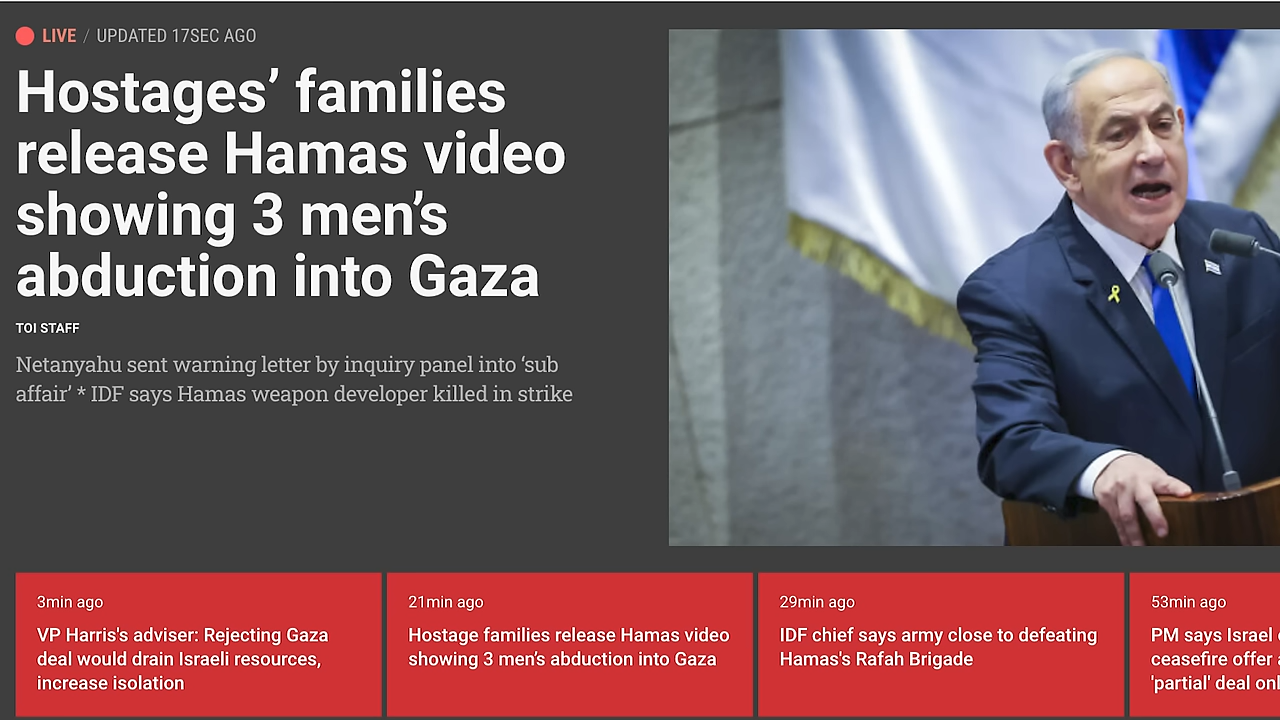 LIVE / UPDATED 17SEC AGO
Hostages’ families
release Hamas video
showing 3 men’s
abduction into Gaza
TOI STAFF
Netanyahu sent warning letter by inquiry panel into ‘sub
affair’ * IDF says Hamas weapon developer killed in strike
3min ago
VP Harris's adviser: Rejecting Gaza
deal would drain Israeli resources,
increase isolation
21min ago
Hostage families release Hamas video
showing 3 men’s abduction into Gaza
29min ago
IDF chief says army close to defeating
Hamas's Rafah Brigade
53min ago
PM says Israel
ceasefire offer
'partial' deal